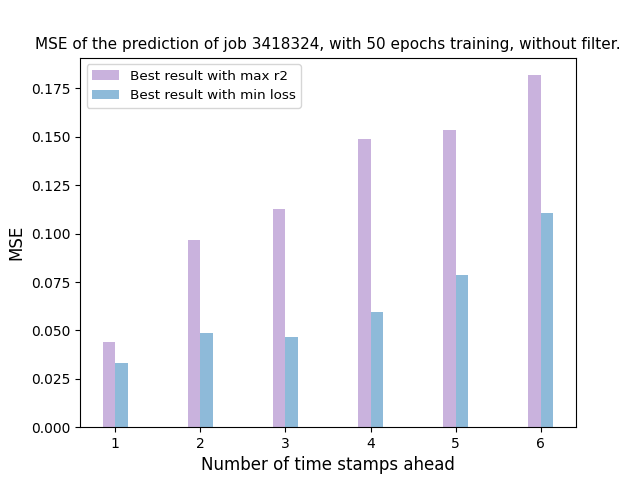 MSE of the prediction of job 3418324, with 50 epochs training, without filter.
Best result with max r2
Best result with min loss
0.175
0.150
0.125
0.100
0.075
0.050
0.025
0.000
MSE
1 2 3 4 5 6
Number of time stamps ahead